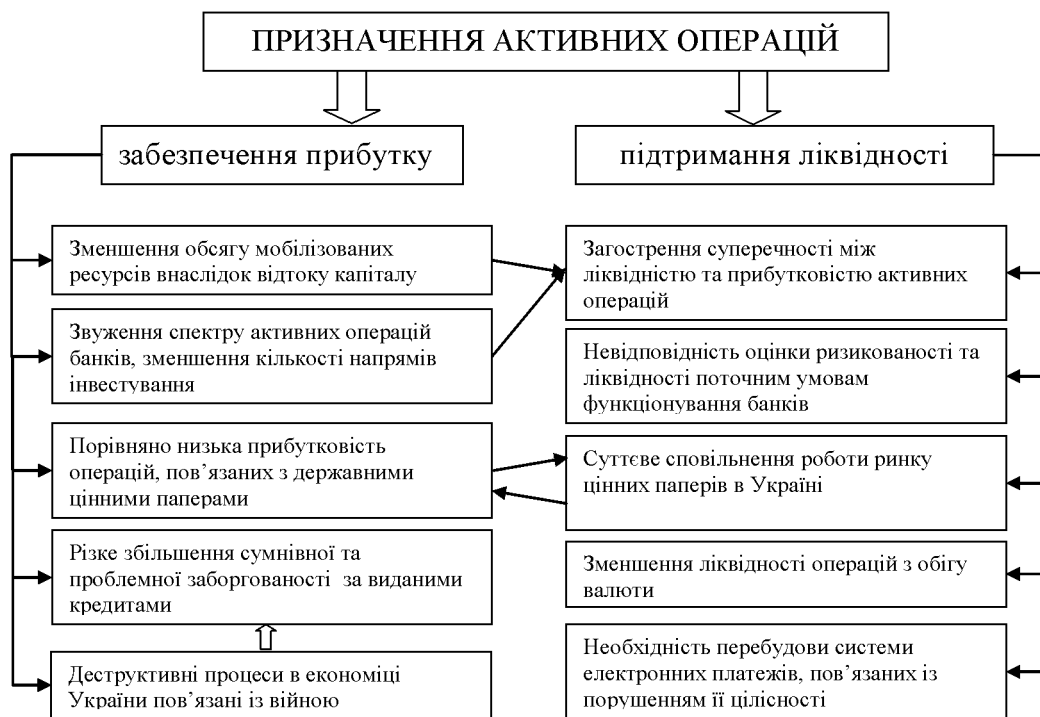 ПРИЗНАЧЕННЯ АКТИВНИХ ОПЕРАЦІЙ
забезпечення прибутку
підтримання ліквідності
Зменшення обсягу мобілізованих
ресурсів внаслідок відтоку капіталу
Звуження спектру активних операцій
банків, зменшення кількості напрямів
інвестування
Порівняно низька прибутковість
операцій, пов’язаних з державними
цінними паперами
Різке збільшення сумнівної та
проблемної заборгованості за виданими
кредитами
Деструктивні процеси в економіці
України пов’язані із війною
Загострення суперечності між
ліквідністю та прибутковістю активних
операцій
Невідповідність оцінки ризикованості та
ліквідності поточним умовам
функціонування банків
Суттєве сповільнення роботи ринку
цінних паперів в Україні
Зменшення ліквідності операцій з обігу
валюти
Необхідність перебудови системи
електронних платежів, пов’язаних із
порушенням її цілісності